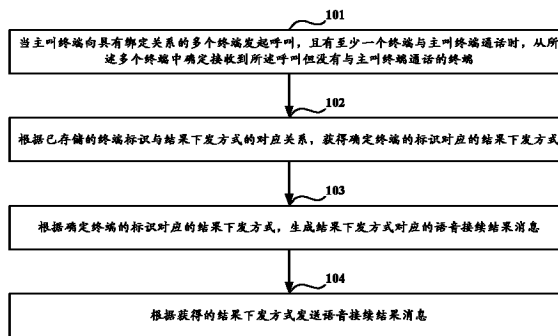 101
当主叫终端向具有绑定关系的多个终端发起呼叫，且有至少一个终端与主叫终端通话时，从所
述多个终端中确定接收到所述呼叫但没有与主叫终端通话的终端
102
根据已存储的终端标识与结果下发方式的对应关系，获得确定终端的标识对应的结果下发方式
103
根据确定终端的标识对应的结果下发方式，生成结果下发方式对应的语音接续结果消息
104
根据获得的结果下发方式发送语音接续结果消息